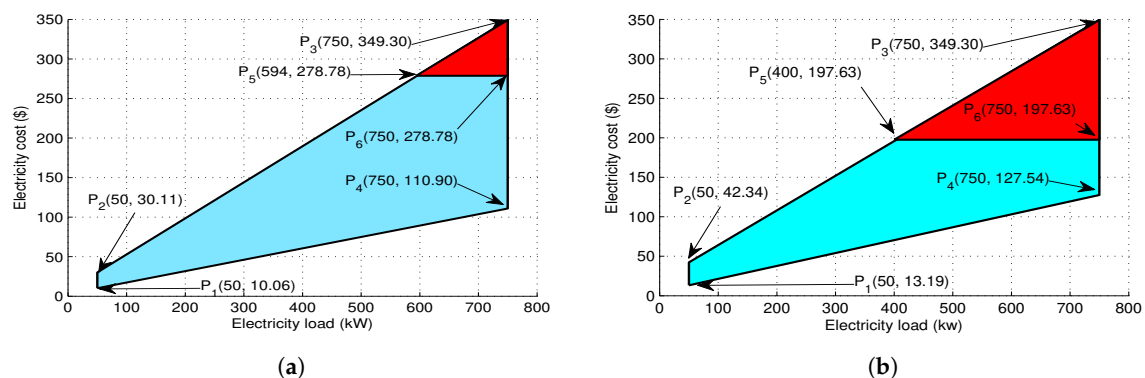 350
300
250
200
150
100
50
0
Electricity cost ($)
P3(750, 349.30)
P5(594, 278.78)
P6(750, 278.78)
P4(750, 110.90)
P2(50, 30.11)
P1(50, 10.06)
0 100 200 300 400 500 600 700 800
Electricity load (kW)
(a)
350
300
250
200
150
100
50
0
Electricity cost ($)
P3(750, 349.30)
P5(400, 197.63)
P6(750, 197.63)
P4(750, 127.54)
P2(50, 42.34)
P1(50, 13.19)
0 100 200 300 400 500 600 700 800
Electricity load (kw)
(b)